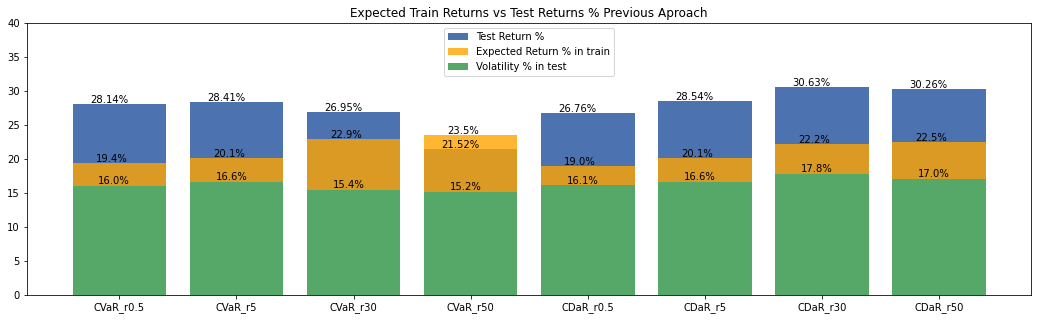 Expected Train Returns vs Test Returns % Previous Aproach
Test Return %
Expected Return % in train
Volatility % in test
40
35
30
25
20
15
10
5
0
28.14%
19.4%
16.0%
28.41%
20.1%
16.6%
26.95%
22.9%
15.4%
23.5%
21.52%
15.2%
26.76%
19.0%
16.1%
28.54%
20.1%
16.6%
30.63%
22.2%
17.8%
30.26%
22.5%
17.0%
CVaR_r0.5
CVaR_r5
CVaR_r30
CVaR_r50
CDaR_r0.5
CDaR_r5
CDaR_r30
CDaR_r50